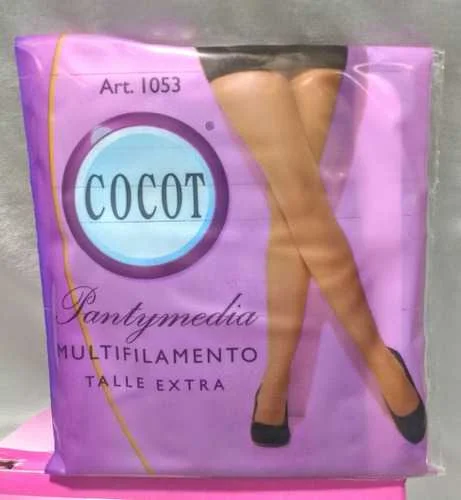 Art. 1053
®
COCOT
Pantymedia
MULTIFILAMENTO
TALLE EXTRA